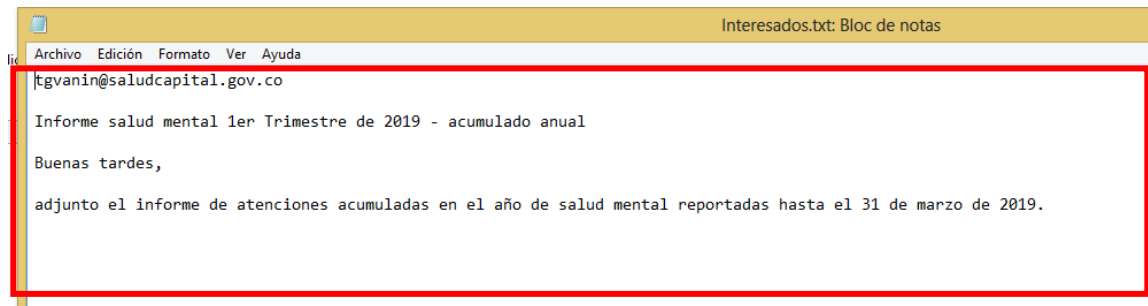 Interesados.txt: Bloc de notas
Archivo Edición Formato Ver Ayuda
tgvanin@saludcapital.gov.co
Informe salud mental 1er Trimestre de 2019 - acumulado anual
Buenas tardes,
adjunto el informe de atenciones acumuladas en el año de salud mental reportadas hasta el 31 de marzo de 2019.